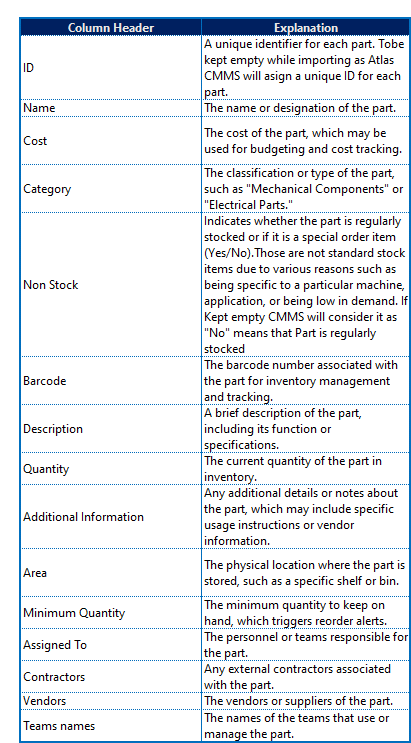 Column Header Explanation
ID
A unique identifier for each part. Tobe
kept empty while importing as Atlas
CMMS will asign a unique ID for each
part.
Name
The name or designation of the part.
Cost
The cost of the part, which may be
used for budgeting and cost tracking.
Category
The classification or type of the part,
such as "Mechanical Components" or
"Electrical Parts."
Non Stock
Indicates whether the part is regularly
stocked or if it is a special order item
(Yes/No).Those are not standard stock
items due to various reasons such as
being specific to a particular machine,
application, or being low in demand. If
Kept empty CMMS will consider it as
"No" means that Part is regularly
stocked
Barcode
The barcode number associated with
the part for inventory management
and tracking.
Description
A brief description of the part,
including its function or
specifications.
Quantity
The current quantity of the part in
inventory.
Additional Information
Any additional details or notes about
the part, which may include specific
usage instructions or vendor
information.
Area
The physical location where the part is
stored, such as a specific shelf or bin.
Minimum Quantity
The minimum quantity to keep on
hand, which triggers reorder alerts.
Assigned To
The personnel or teams responsible for
the part.
Contractors
Any external contractors associated
with the part.
Vendors
The vendors or suppliers of the part.
Teams names
The names of the teams that use or
manage the part.